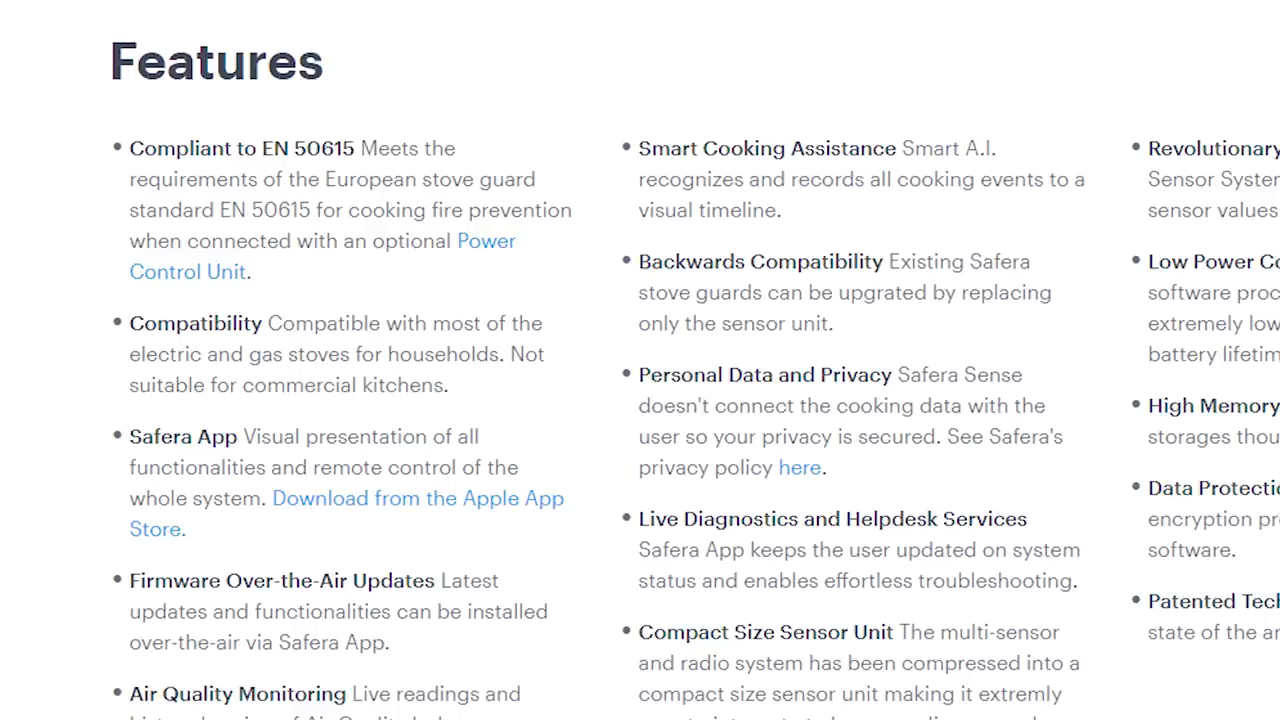 Features
• Compliant to EN 50615 Meets the
requirements of the European stove guard
standard EN 50615 for cooking fire prevention
when connected with an optional Power
Control Unit.
• Compatibility Compatible with most of the
electric and gas stoves for households. Not
suitable for commercial kitchens.
• Safera App Visual presentation of all
functionalities and remote control of the
whole system. Download from the Apple App
Store.
• Firmware Over-the-Air Updates Latest
updates and functionalities can be installed
over-the-air via Safera App.
• Air Quality Monitoring Live readings and
• Smart Cooking Assistance Smart A.I.
recognizes and records all cooking events to a
visual timeline.
• Backwards Compatibility Existing Safera
stove guards can be upgrated by replacing
only the sensor unit.
• Personal Data and Privacy Safera Sense
doesn't connect the cooking data with the
user so your privacy is secured. See Safera's
privacy policy here.
• Live Diagnostics and Helpdesk Services
Safera App keeps the user updated on system
status and enables effortless troubleshooting.
• Compact Size Sensor Unit The multi-sensor
and radio system has been compressed into a
compact size sensor unit making it extremly
• Revolutionary
Sensor
sensor values
• Low Power
software
extremely low
battery
• High Memory
storages
• Data
encryption
software.
• Patented
state of the